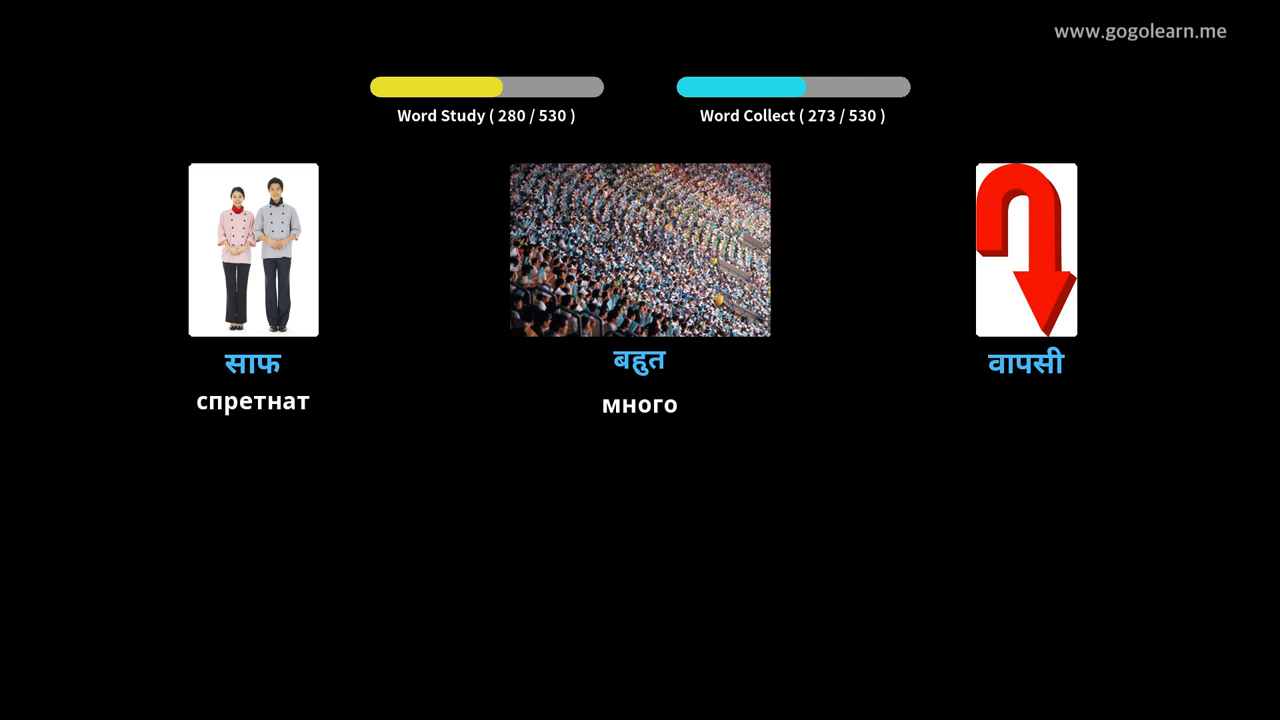 www.gogolearn.me
Word Study ( 280 / 530 )
Word Collect ( 273 / 530 )
साफ
спретнат
बहुत
много
वापसी